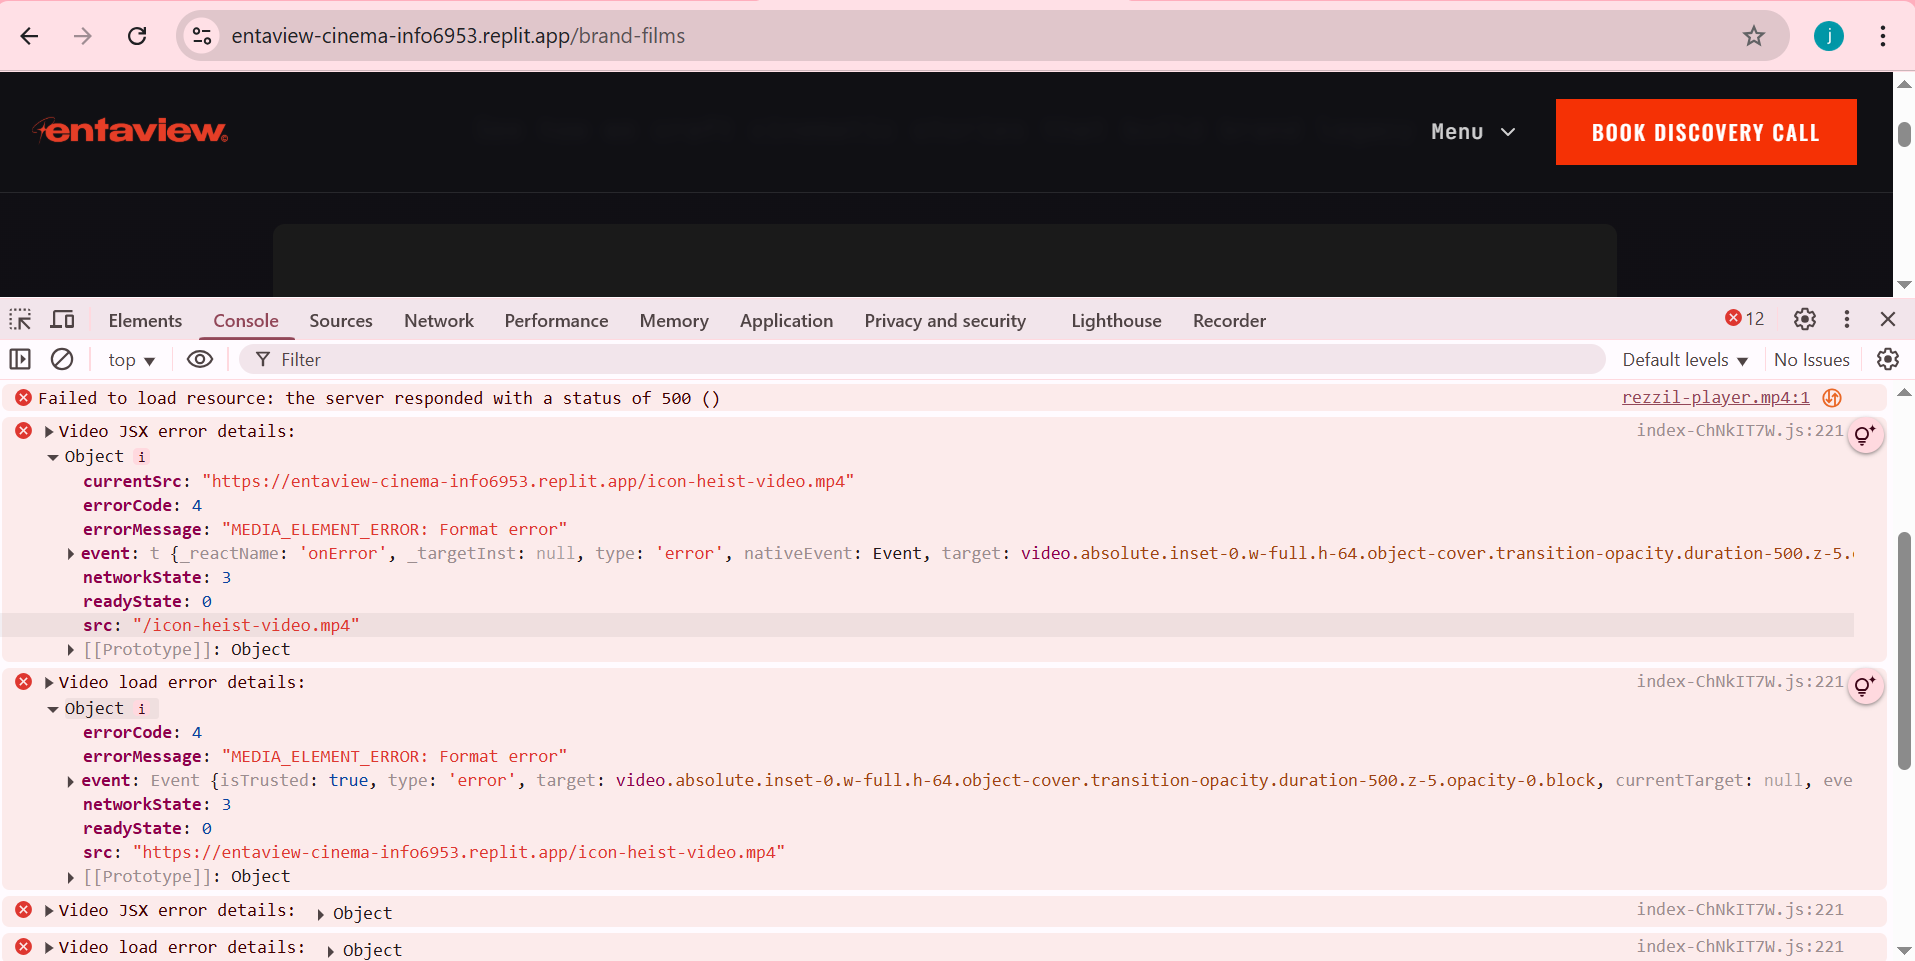 entaview-cinema-info6953.replit.app/brand-films
j
entaview©
Menu
BOOK DISCOVERY CALL
Elements Console Sources Network Performance Memory Application Privacy and security Lighthouse Recorder 12
top Filter Default levels No Issues
Failed to load resource: the server responded with a status of 500 () rezzil-player.mp4:1
Video JSX error details: index-ChNkIT7W.js:221
Object i
currentSrc: "https://entaview-cinema-info6953.replit.app/icon-heist-video.mp4"
errorCode: 4
errorMessage: "MEDIA_ELEMENT_ERROR: Format error"
event: t {_reactName: 'onError', _targetInst: null, type: 'error', nativeEvent: Event, target: video.absolute.inset-0.w-full.h-64.object-cover.transition-opacity.duration-500.z-5.
networkState: 3
readyState: 0
src: "/icon-heist-video.mp4"
[[Prototype]]: Object
Video load error details: index-ChNkIT7W.js:221
Object i
errorCode: 4
errorMessage: "MEDIA_ELEMENT_ERROR: Format error"
event: Event {isTrusted: true, type: 'error', target: video.absolute.inset-0.w-full.h-64.object-cover.transition-opacity.duration-500.z-5.opacity-0.block, currentTarget: null, eve
networkState: 3
readyState: 0
src: "https://entaview-cinema-info6953.replit.app/icon-heist-video.mp4"
[[Prototype]]: Object
Video JSX error details: Object index-ChNkIT7W.js:221
Video load error details: Object index-ChNkIT7W.js:221